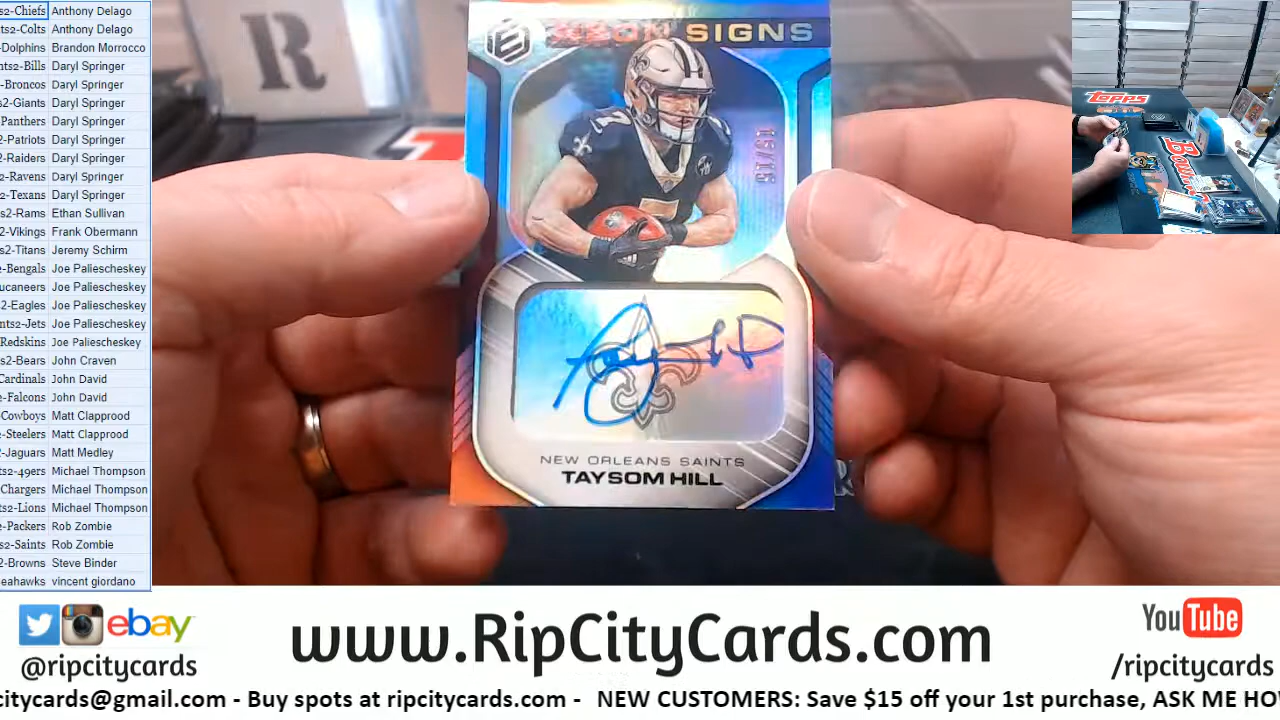 s2-Chiefs Anthony Delago
ts2-Colts Anthony Delago
-Dolphins Brandon Morrocco
nts2-Bills Daryl Springer
-Broncos Daryl Springer
s2-Giants Daryl Springer
-Panthers Daryl Springer
2-Patriots Daryl Springer
2-Raiders Daryl Springer
-Ravens Daryl Springer
2-Texans Daryl Springer
s2-Rams Ethan Sullivan
2-Vikings Frank Obermann
s2-Titans Jeremy Schirm
-Bengals Joe Paliescheskey
ucaneers Joe Paliescheskey
-Eagles Joe Paliescheskey
nts2-Jets Joe Paliescheskey
Redskins Joe Paliescheskey
s2-Bears John Craven
Cardinals John David
-Falcons John David
-Cowboys Matt Clapprood
-Steelers Matt Clapprood
2-Jaguars Matt Medley
ts2-49ers Michael Thompson
Chargers Michael Thompson
ts2-Lions Michael Thompson
-Packers Rob Zombie
s2-Saints Rob Zombie
2-Browns Steve Binder
eahawks vincent giordano
R
E
NEON SIGNS
7
15/15
NEW ORLEANS SAINTS
TAYSOM HILL
Topps
ebay
@ripcitycards
www.RipCityCards.com
YouTube
/ripcitycards
citycards@gmail.com - Buy spots at ripcitycards.com - NEW CUSTOMERS: Save $15 off your 1st purchase, ASK ME HO